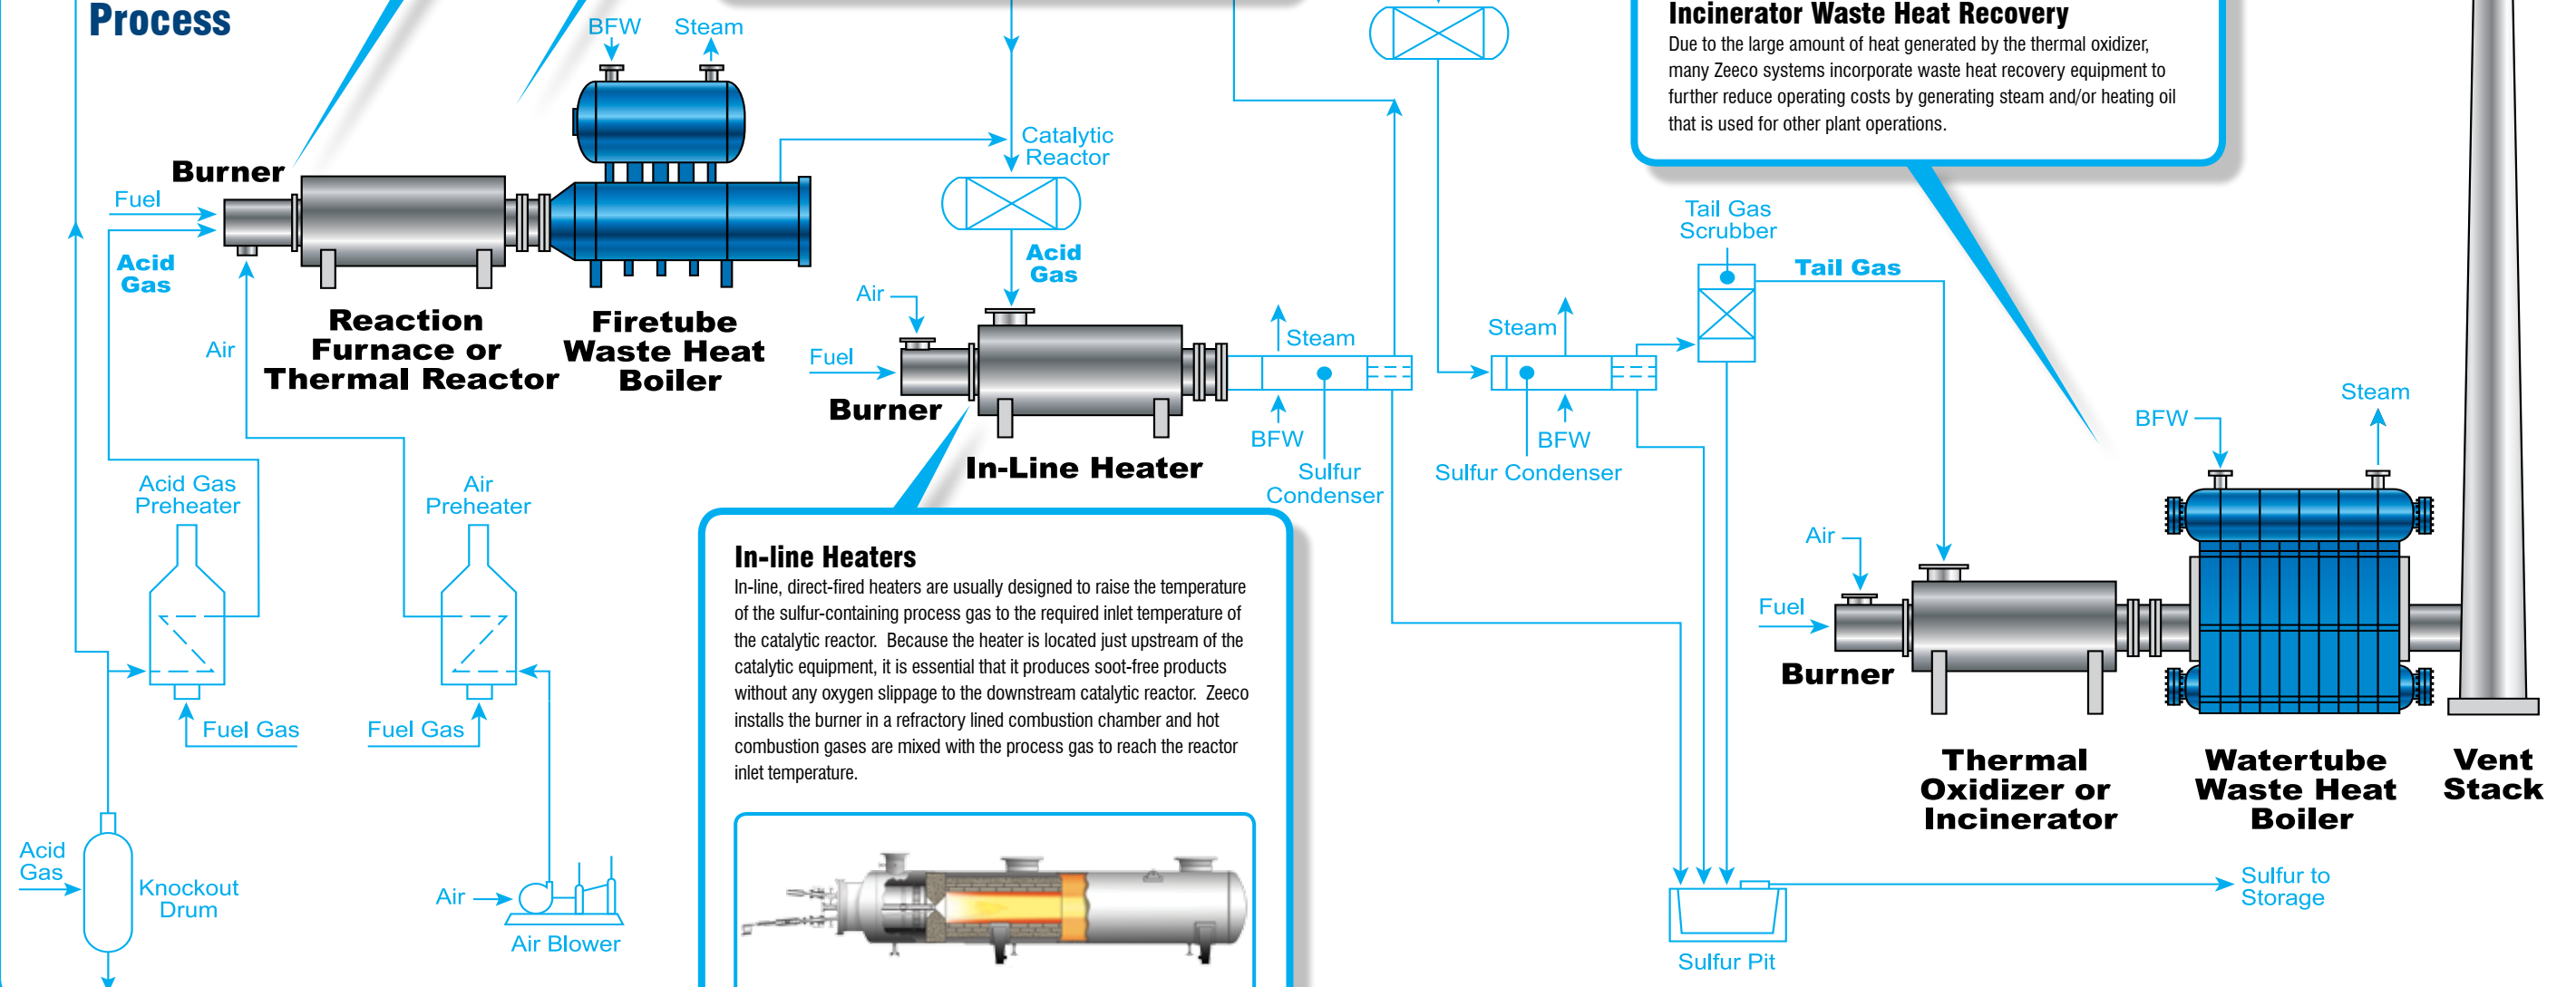 Process
BFW
Steam
Burner
Fuel
Acid
Gas
Air
Reaction
Furnace or
Thermal Reactor
Firetube
Waste Heat
Boiler
Catalytic
Reactor
Acid
Gas
Air
Fuel
Burner
In-Line Heater
Steam
BFW
Sulfur
Condenser
Steam
BFW
Sulfur Condenser
Incinerator Waste Heat Recovery
Due to the large amount of heat generated by the thermal oxidizer,
many Zeeco systems incorporate waste heat recovery equipment to
further reduce operating costs by generating steam and/or heating oil
that is used for other plant operations.
Tail Gas
Scrubber
Tail Gas
Acid Gas
Preheater
Air
Preheater
Fuel Gas
Fuel Gas
Acid
Gas
Knockout
Drum
Air
Air Blower
In-line Heaters
In-line, direct-fired heaters are usually designed to raise the temperature
of the sulfur-containing process gas to the required inlet temperature of
the catalytic reactor.  Because the heater is located just upstream of the
catalytic equipment, it is essential that it produces soot-free products
without any oxygen slippage to the downstream catalytic reactor.  Zeeco
installs the burner in a refractory lined combustion chamber and hot
combustion gases are mixed with the process gas to reach the reactor
inlet temperature.
BFW
Steam
Air
Fuel
Burner
Thermal
Oxidizer or
Incinerator
Watertube
Waste Heat
Boiler
Vent
Stack
Sulfur to
Storage
Sulfur Pit